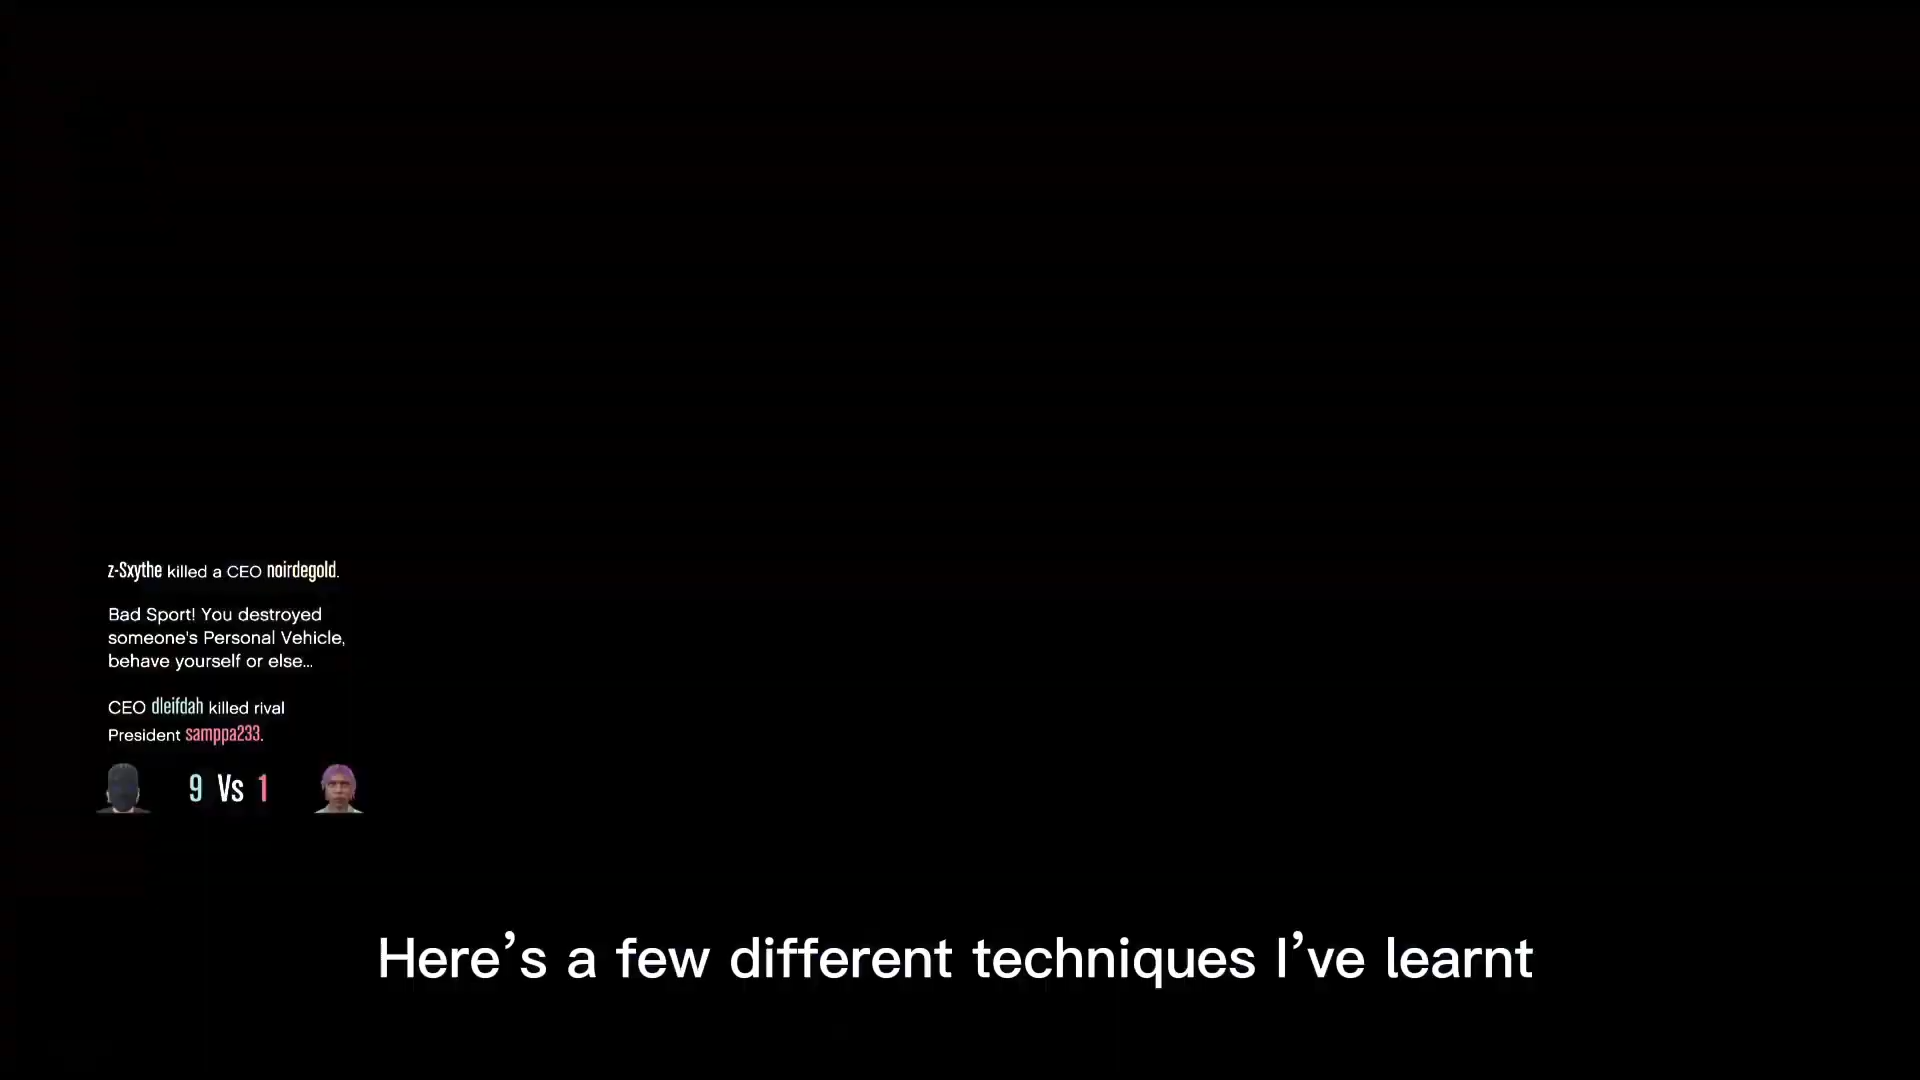 z-Sxythe killed a CEO noirdegold.
Bad Sport! You destroyed
someone's Personal Vehicle,
behave yourself or else...
CEO dleifdah killed rival
President samppa233.
9 Vs 1
Here’s a few different techniques I’ve learnt